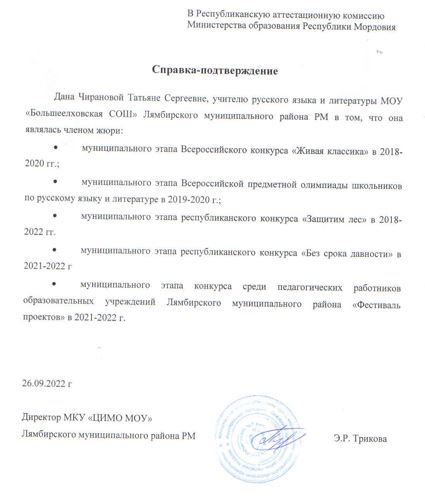 В Республиканскую аттестационную комиссию
Министерства образования Республики Мордовия
Справка-подтверждение
Дана Чирановой Татьяне Сергеевне, учителю русского языка и литературы МОУ
«Большеелховская СОШ» Лямбирского муниципального района РМ в том, что она
являлась членом жюри:
• муниципального этапа Всероссийского конкурса «Живая классика» в 2018-
2020 гг.;
• муниципального этапа Всероссийской предметной олимпиады школьников
по русскому языку и литературе в 2019-2020 г.;
• муниципального этапа республиканского конкурса «Защитим лес» в 2018-
2022 гг.
• муниципального этапа республиканского конкурса «Без срока давности» в
2021-2022 г
• муниципального этапа конкурса среди педагогических работников
образовательных учреждений Лямбирского муниципального района «Фестиваль
проектов» в 2021-2022 г.
26.09.2022 г
Директор МКУ «ЦИМО МОУ»
Лямбирского муниципального района РМ
Э.Р. Трикова